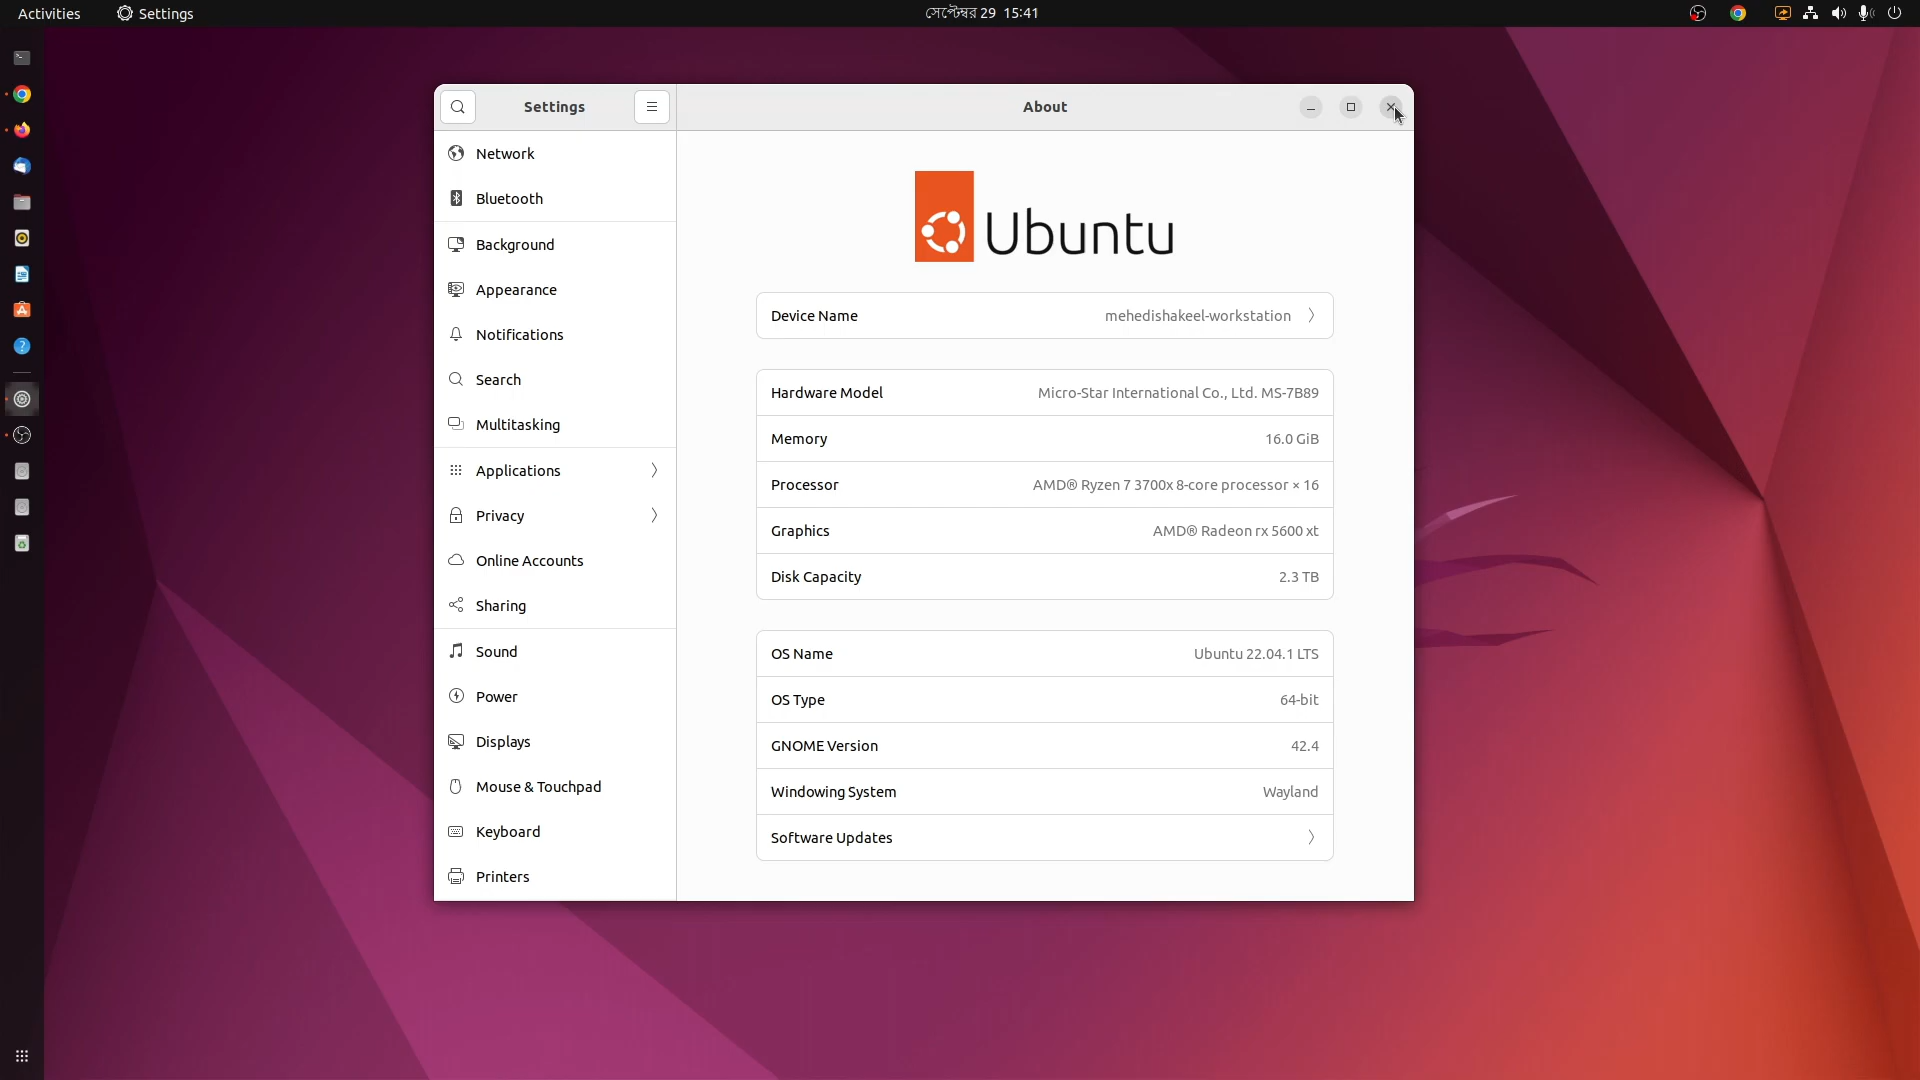 Activities
Settings
সেপ্টেম্বর 29 15:41
Settings
About
Network
Bluetooth
Background
Appearance
Notifications
Search
Multitasking
Applications
Privacy
Online Accounts
Sharing
Sound
Power
Displays
Mouse & Touchpad
Keyboard
Printers
Ubuntu
Device Name mehedishakeel-workstation
Hardware Model Micro-Star International Co., Ltd. MS-7B89
Memory 16.0 GiB
Processor AMD® Ryzen 7 3700x 8-core processor × 16
Graphics AMD® Radeon rx 5600 xt
Disk Capacity 2.3 TB
OS Name Ubuntu 22.04.1 LTS
OS Type 64-bit
GNOME Version 42.4
Windowing System Wayland
Software Updates